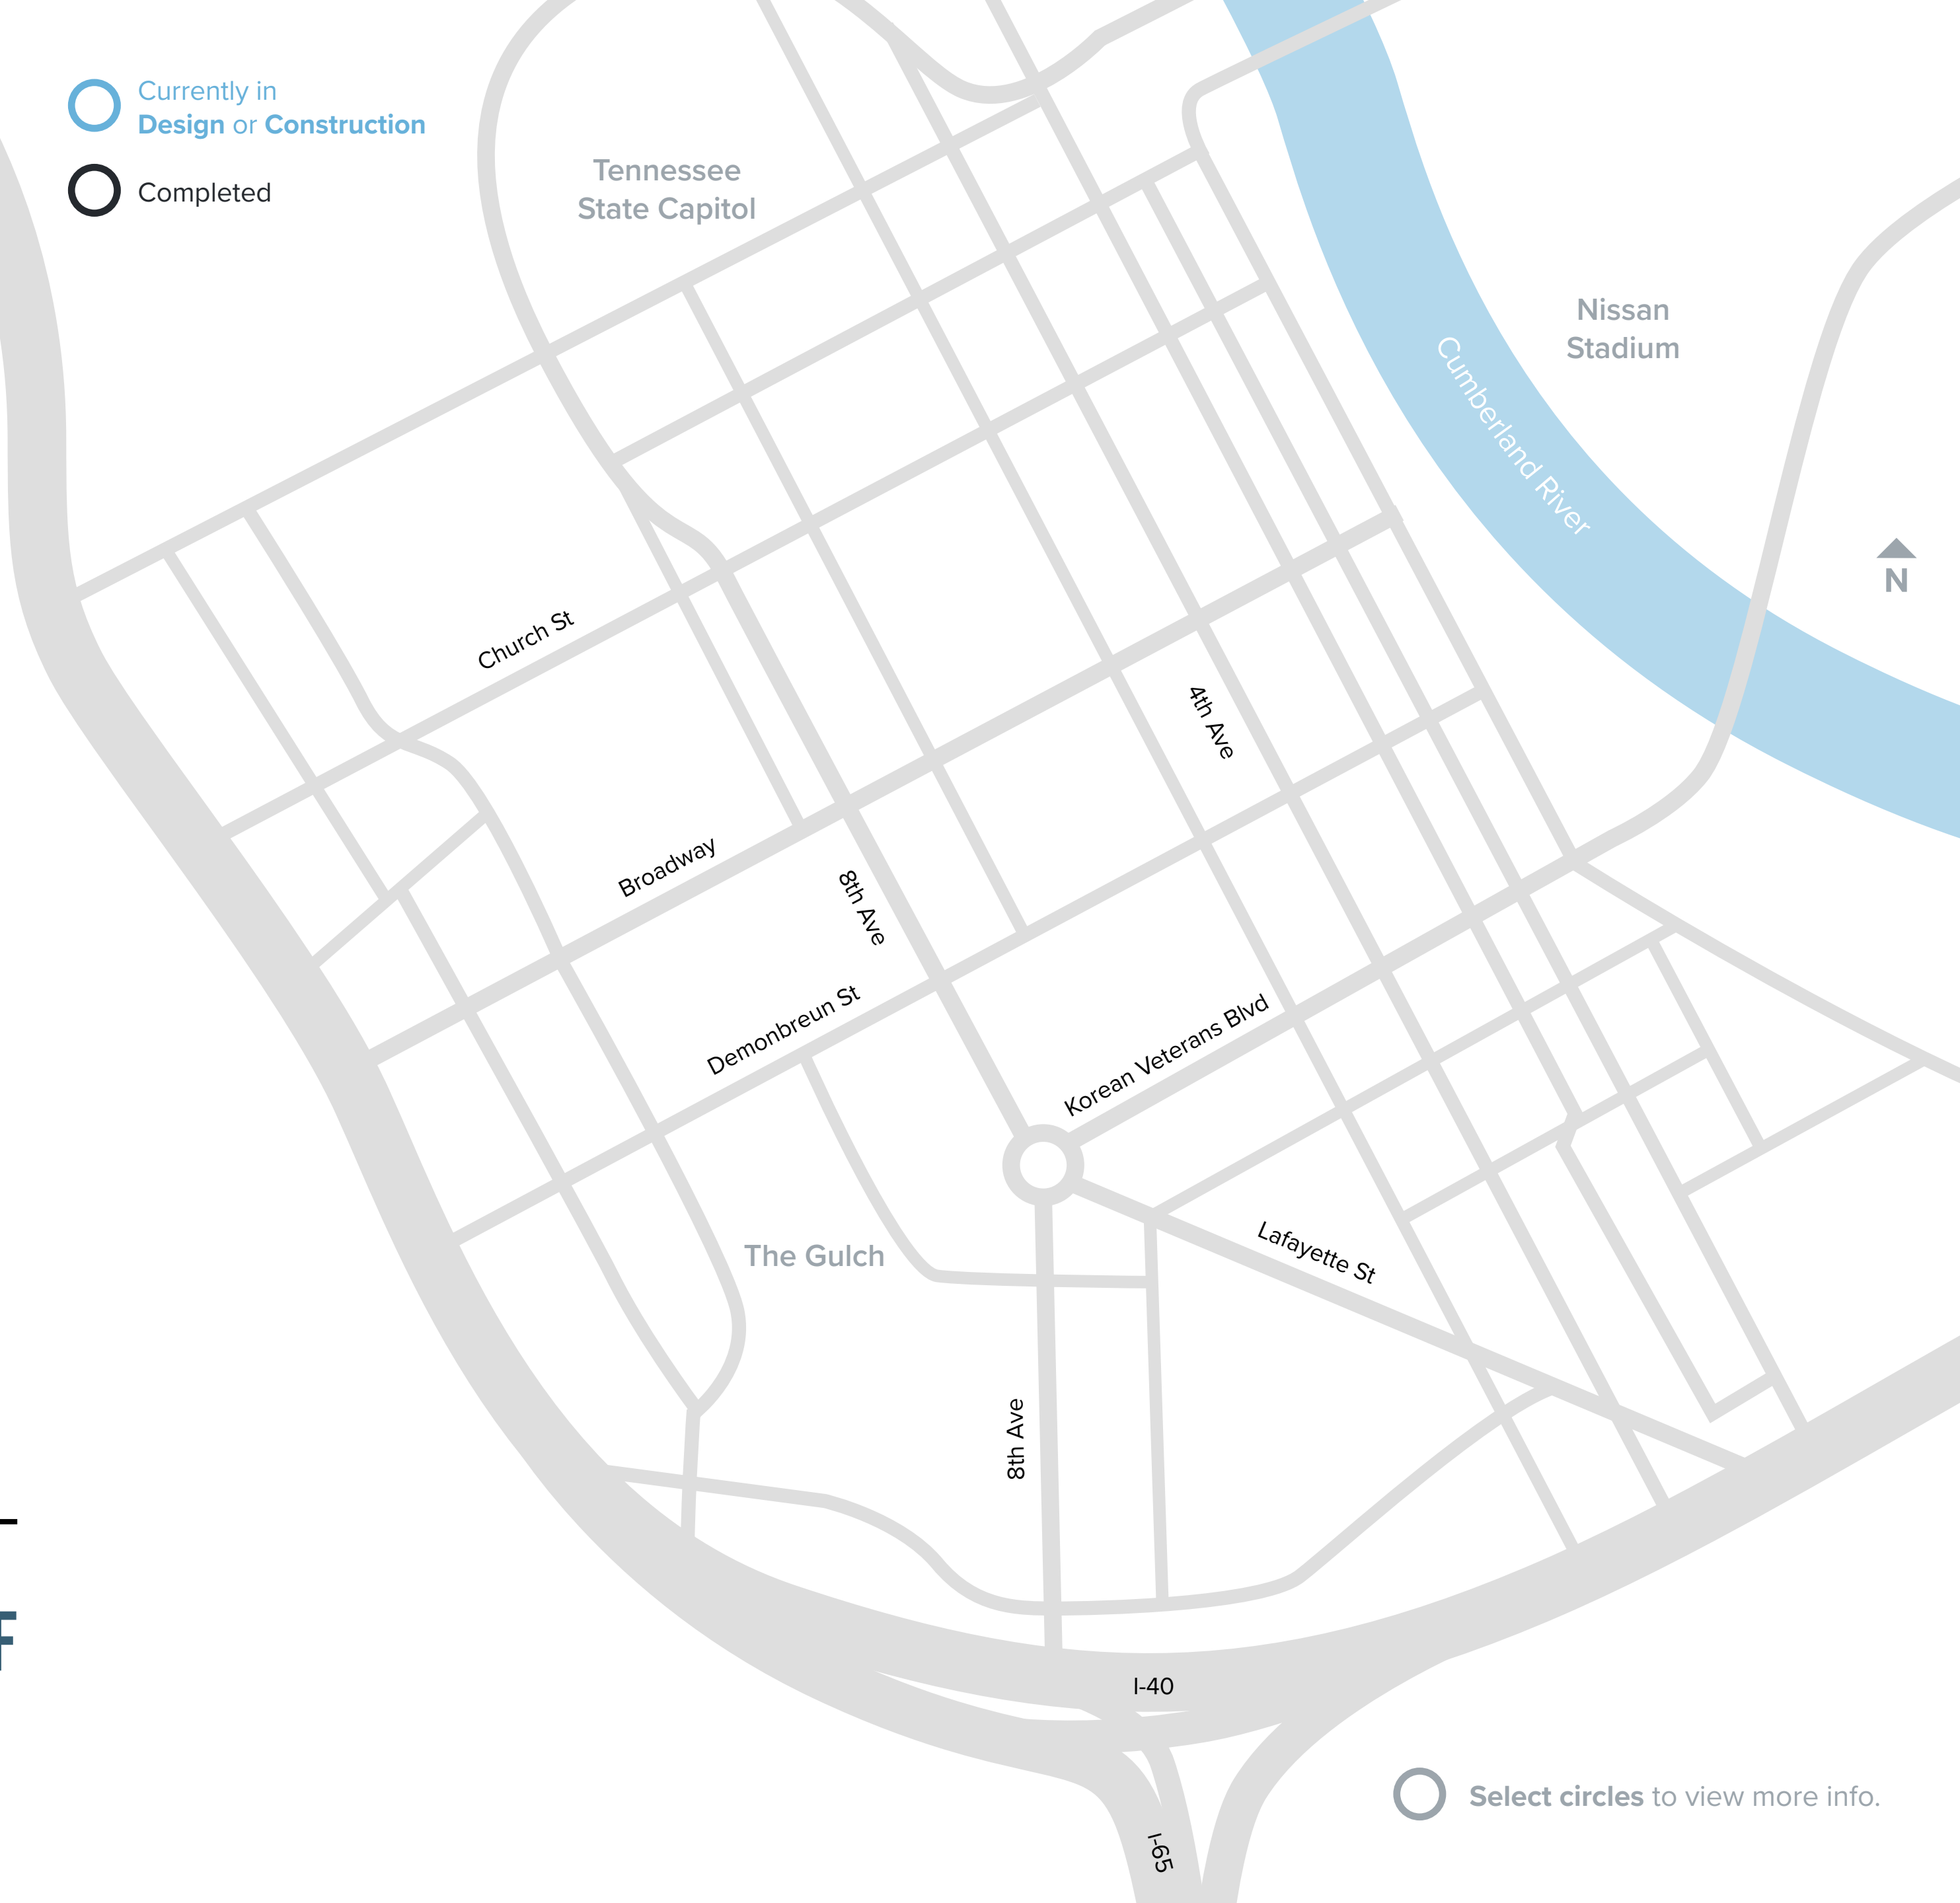 Currently in
Design or Construction
Completed
Tennessee
State Capitol
Nissan
Stadium
Cumberland River
N
Church St
4th Ave
Broadway
8th Ave
Demonbreun St
Korean Veterans Blvd
Lafayette St
The Gulch
8th Ave
I-40
Select circles to view more info.
I-65